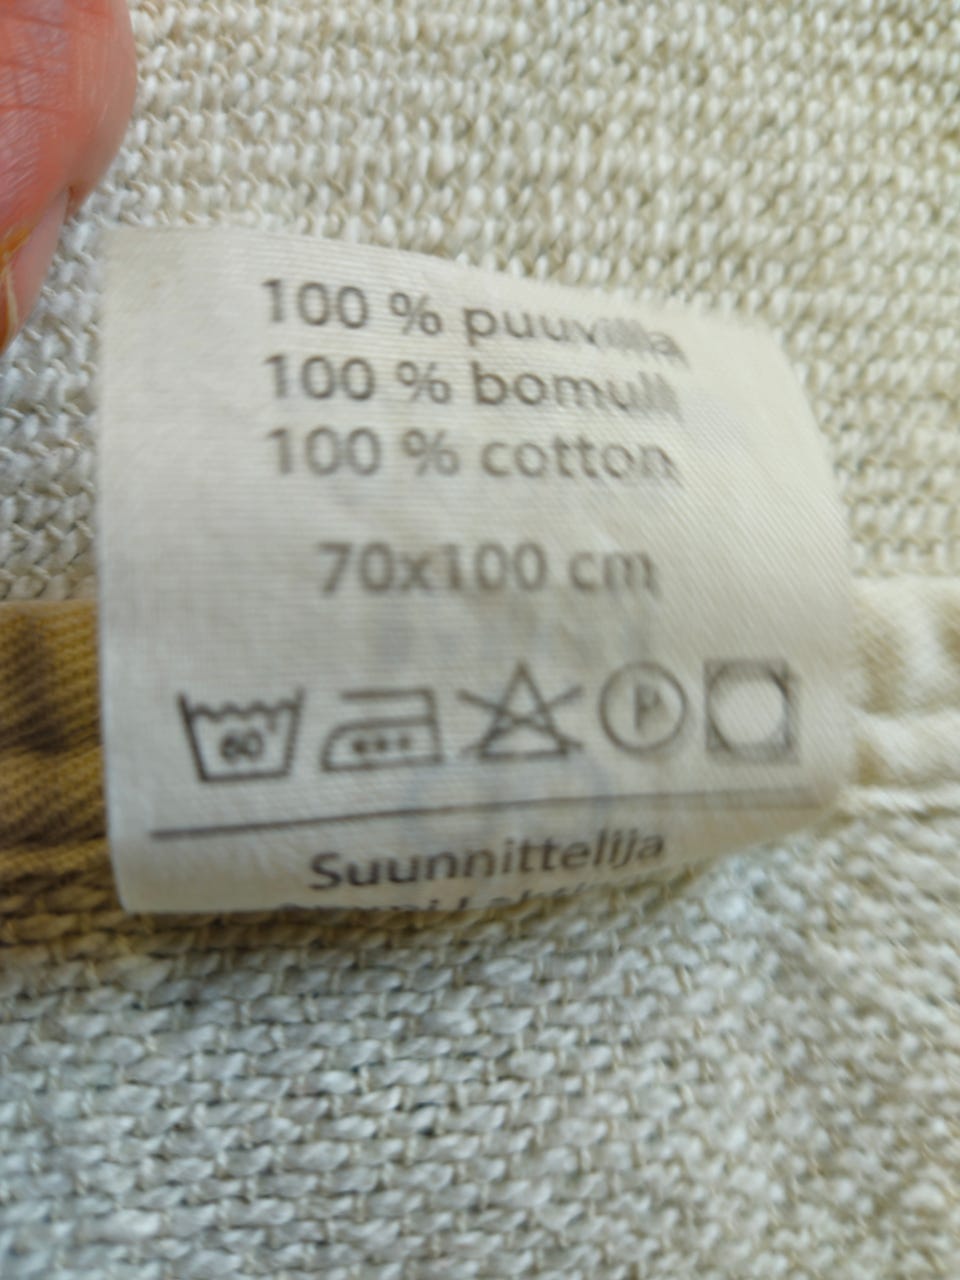 100 % puuvilla
100 % bomull
100 % cotton
70x100 cm
60
P
Suunnittelija